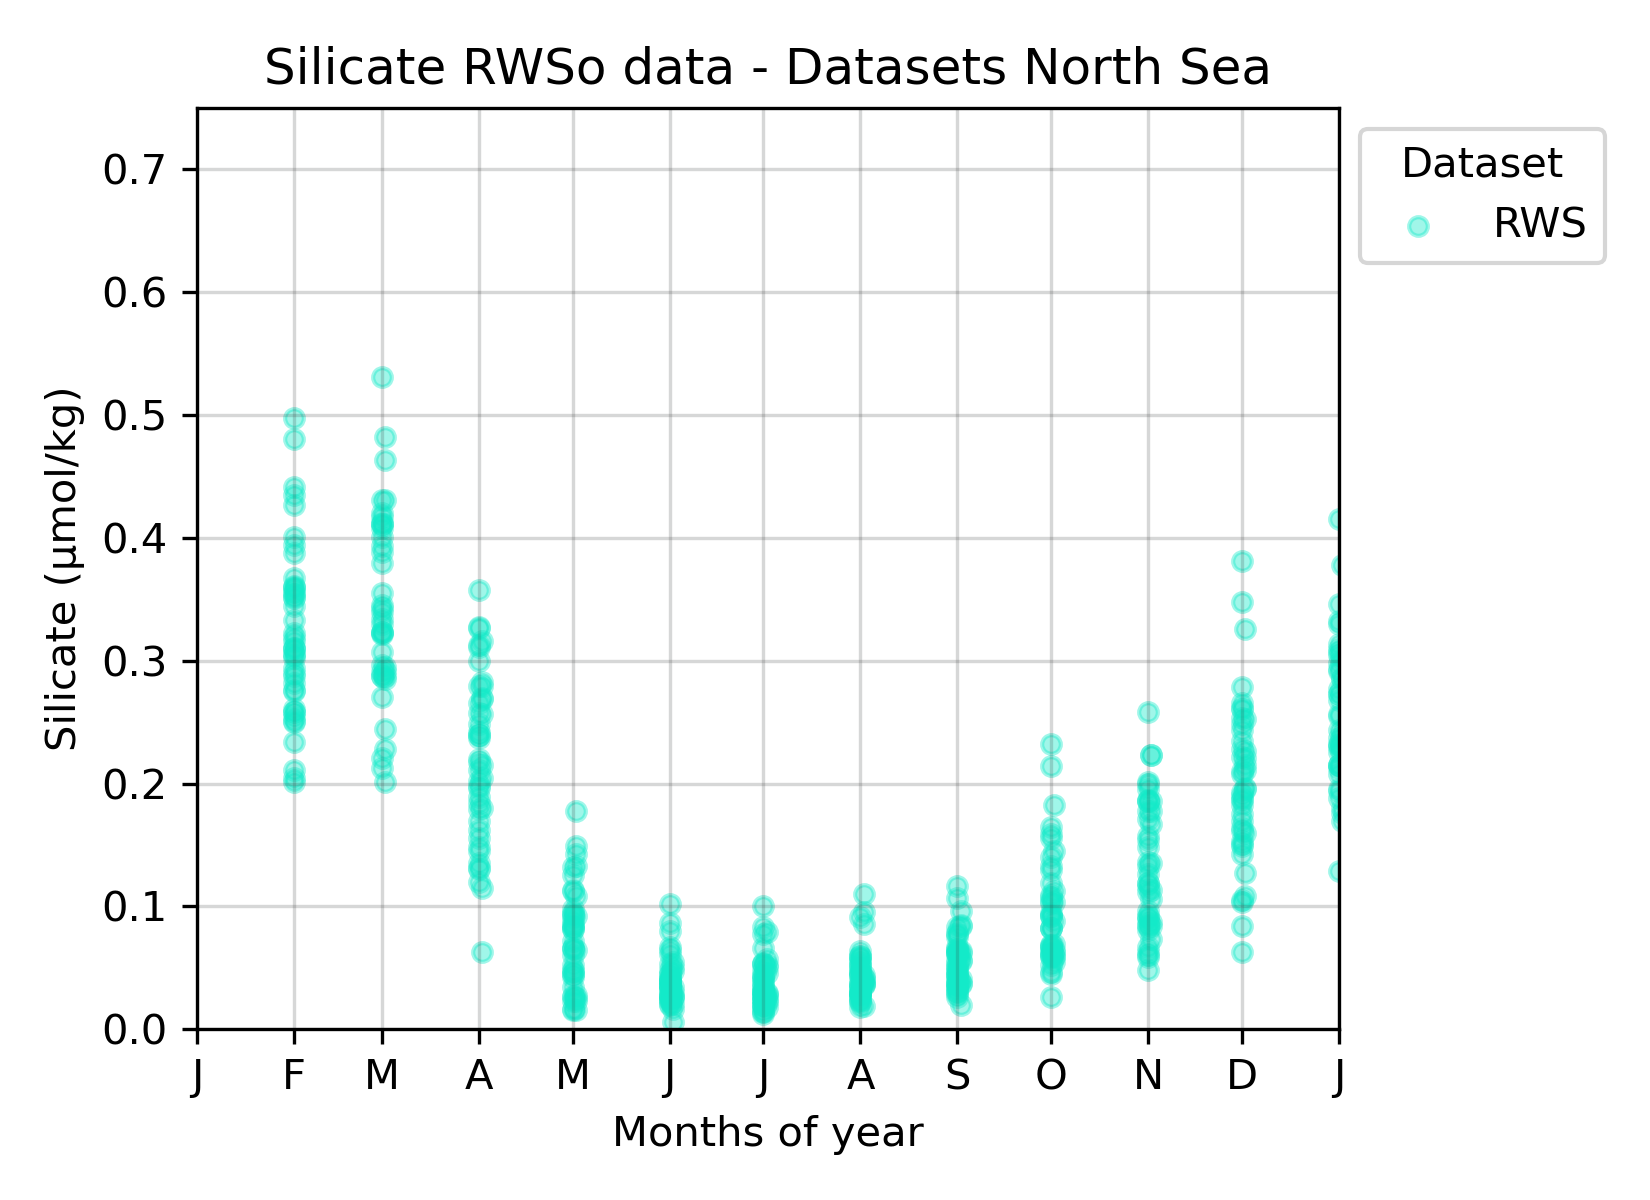 Silicate RWSo data - Datasets North Sea
Dataset
RWS
0.7
0.6
0.5
0.4
0.3
0.2
0.1
0.0
Silicate (μmol/kg)
J F M A M J J A S O N D J
Months of year